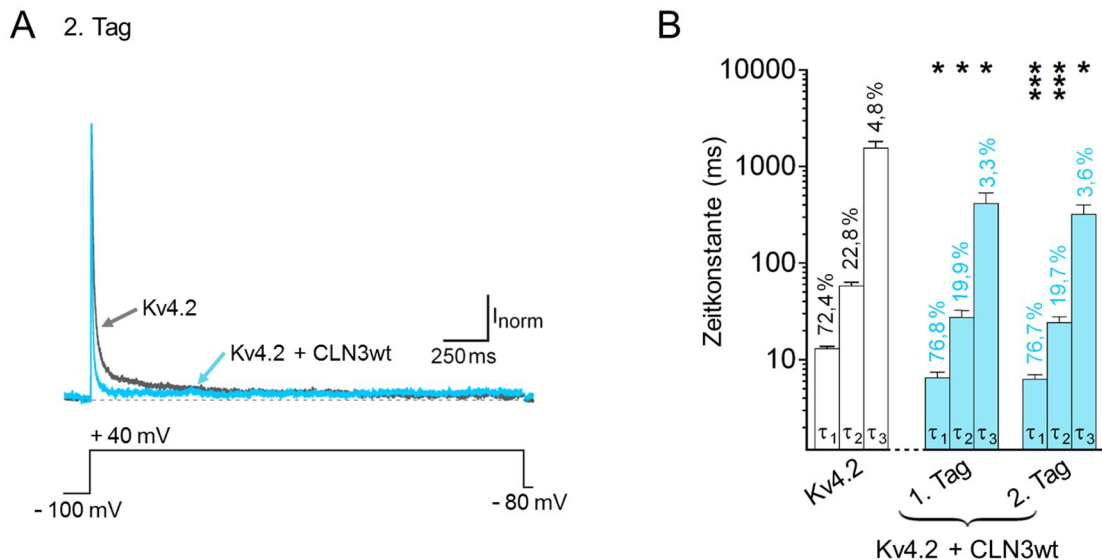 A 2. Tag
Kv4.2
Kv4.2 + CLN3wt
Inorm
250 ms
+ 40 mV
- 100 mV
- 80 mV
B
Zeitkonstante (ms)
10000
1000
100
10
72,4 %
22,8 %
4,8 %
76,8 %
19,9 %
3,3 %
76,7 %
19,7 %
3,6 %
* * * *** *** *
τ1 τ2 τ3 τ1 τ2 τ3 τ1 τ2 τ3
Kv4.2
1. Tag
2. Tag
Kv4.2 + CLN3wt